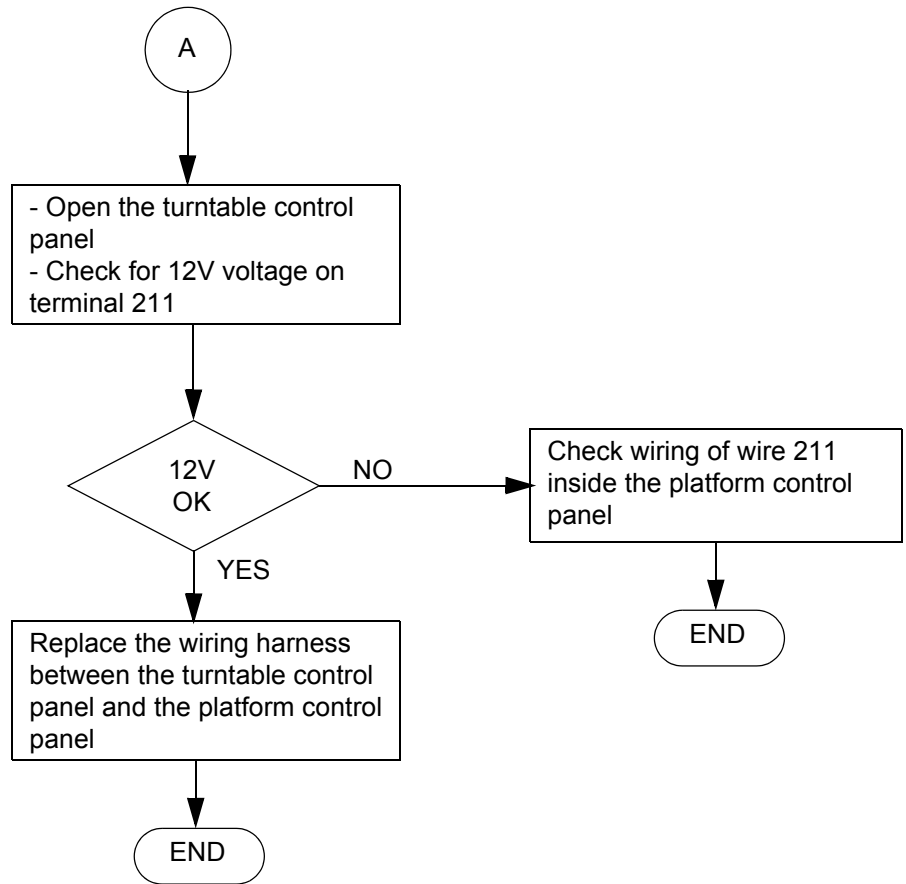 A
- Open the turntable control
panel
- Check for 12V voltage on
terminal 211
12V
OK
NO
Check wiring of wire 211
inside the platform control
panel
YES
END
Replace the wiring harness
between the turntable control
panel and the platform control
panel
END